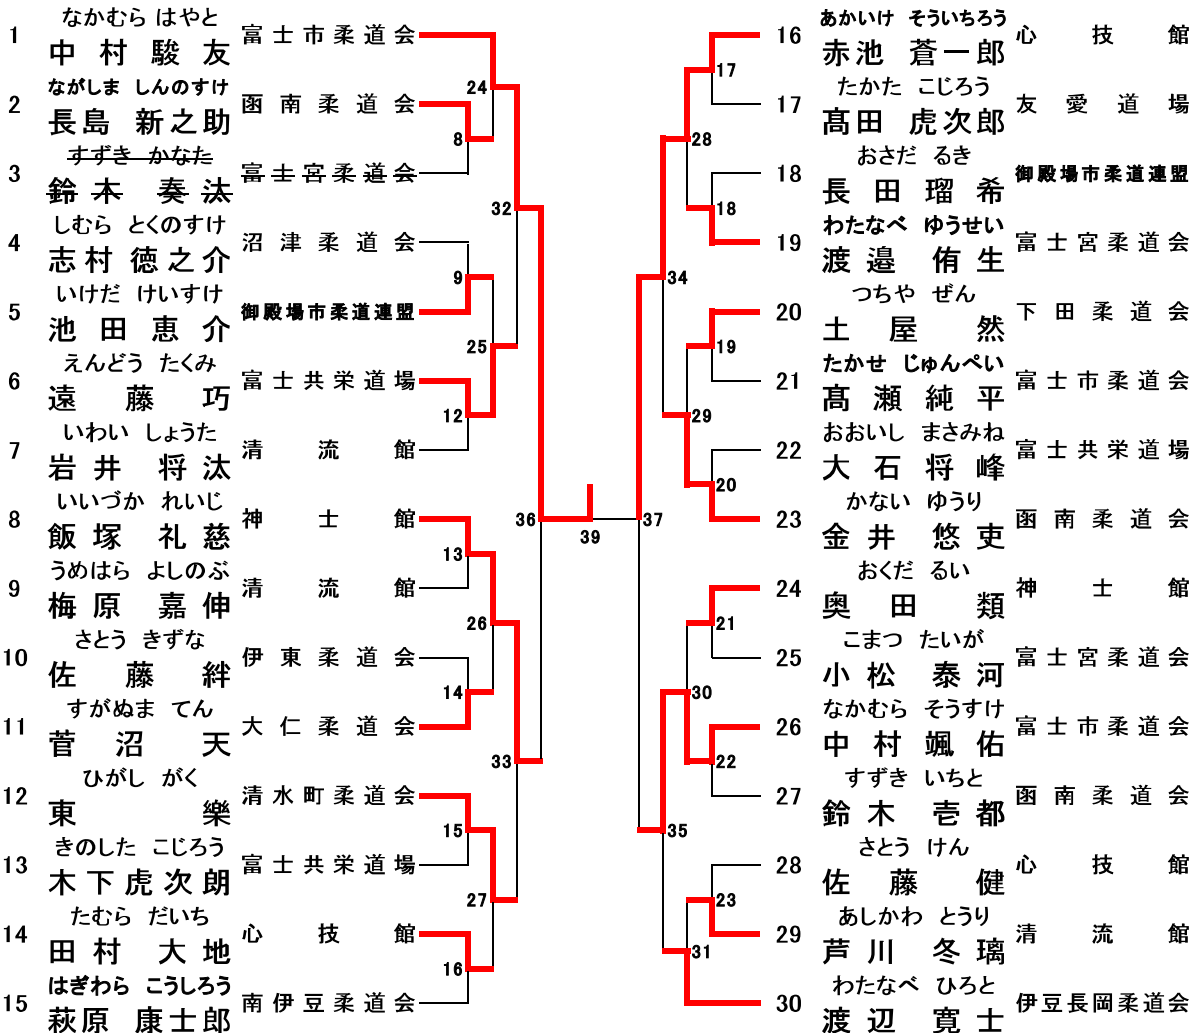 なかむら はやと
1 中村駿友 富士市柔道会
ながしま しんのすけ
2 長島 新之助 函南柔道会
すずき かなた
3 鈴木 奏汰 富士宮柔道会
しむら とくのすけ
4 志村 徳之介 沼津柔道会
いけだ けいすけ
5 池田恵介 御殿場市柔道連盟
えんどう たくみ
6 遠藤巧 富士共栄道場
いわい しょうた
7 岩井 将汰 清流館
いいづか れいじ
8 飯塚 礼慈 神士館
うめはら よしのぶ
9 梅原 嘉伸 清流館
さとう きずな
10 佐藤絆 伊東柔道会
すがぬま てん
11 菅沼天 大仁柔道会
ひがし がく
12 東樂 清水町柔道会
きのした こじろう
13 木下虎次朗 富士共栄道場
たむら だいち
14 田村 大地 心技館
はぎわら こうしろう
15 萩原 康士郎 南伊豆柔道会
24
8
32
9
25
12
36
13
26
14
33
15
27
16
39
あかいけ そういちろう
16 赤池 蒼一郎 心技館
たかた こじろう
17 髙田 虎次郎 友愛道場
おさだ るき
18 長田瑠希 御殿場市柔道連盟
わたなべ ゆうせい
19 渡邉 侑生 富士宮柔道会
つちや ぜん
20 土屋然 下田柔道会
たかせ じゅんぺい
21 髙瀬純平 富士市柔道会
おおいし まさみね
22 大石将峰 富士共栄道場
かない ゆうり
23 金井 悠吏 函南柔道会
おくだ るい
24 奥田類 神士館
こまつ たいが
25 小松 泰河 富士宮柔道会
なかむら そうすけ
26 中村颯佑 富士市柔道会
すずき いちと
27 鈴木 壱都 函南柔道会
さとう けん
28 佐藤健 心技館
あしかわ とうり
29 芦川 冬璃 清流館
わたなべ ひろと
30 渡辺 寛士 伊豆長岡柔道会
17
28
18
34
19
29
20
37
21
30
22
35
23
31